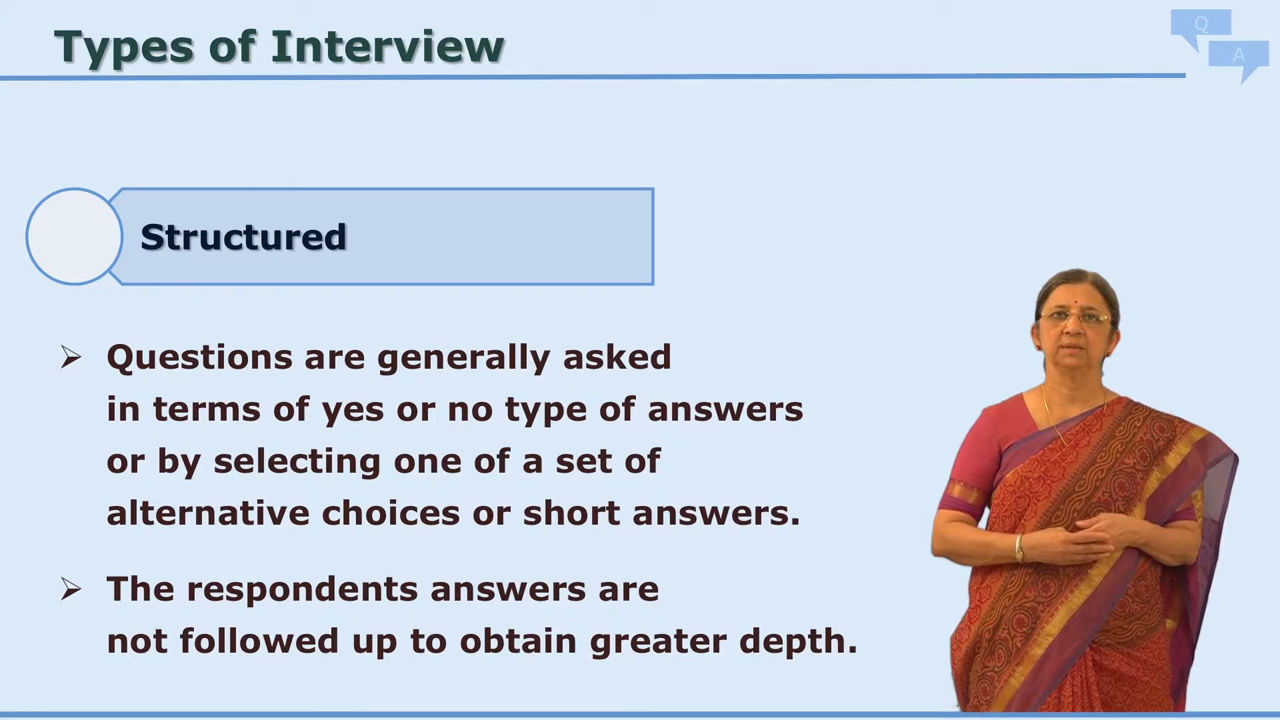 Types of Interview
Q
A
Structured
Questions are generally asked
in terms of yes or no type of answers
or by selecting one of a set of
alternative choices or short answers.
The respondents answers are
not followed up to obtain greater depth.